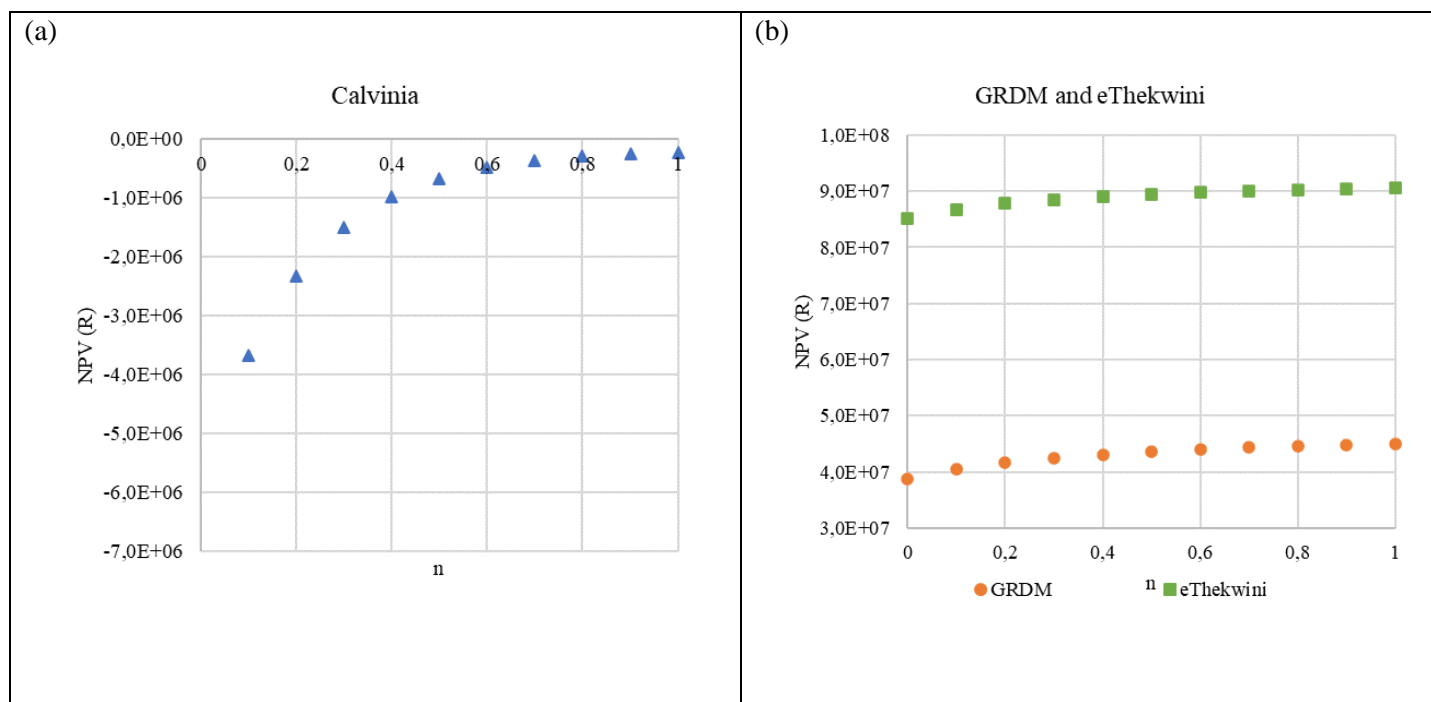 (a)
Calvinia
0,0E+00
0 0,2 0,4 0,6 0,8 1
-1,0E+06
-2,0E+06
-3,0E+06
-4,0E+06
-5,0E+06
-6,0E+06
-7,0E+06
NPV (R)
n
(b)
GRDM and eThekwini
1,0E+08
9,0E+07
8,0E+07
7,0E+07
6,0E+07
5,0E+07
4,0E+07
3,0E+07
NPV (R)
0 0,2 0,4 0,6 0,8 1
n
GRDM eThekwini